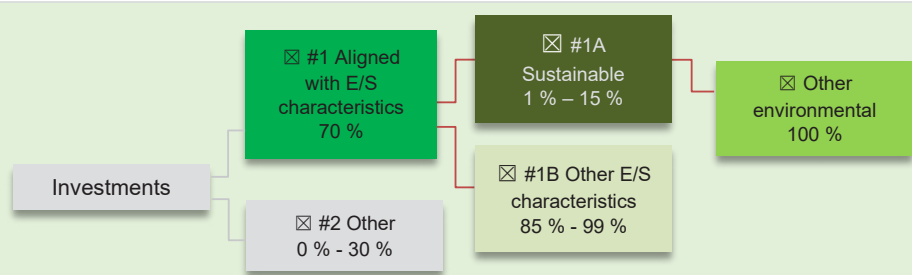 Investments
☒ #1 Aligned
with E/S
characteristics
70 %
☒ #2 Other
0 % - 30 %
☒ #1A
Sustainable
1 % – 15 %
☒ #1B Other E/S
characteristics
85 % - 99 %
☒ Other
environmental
100 %